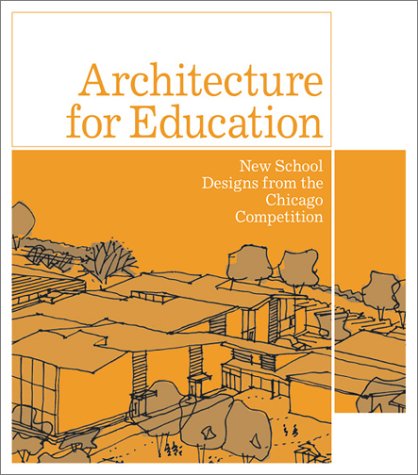 Architecture
for Education
New School
Designs from the
Chicago
Competition